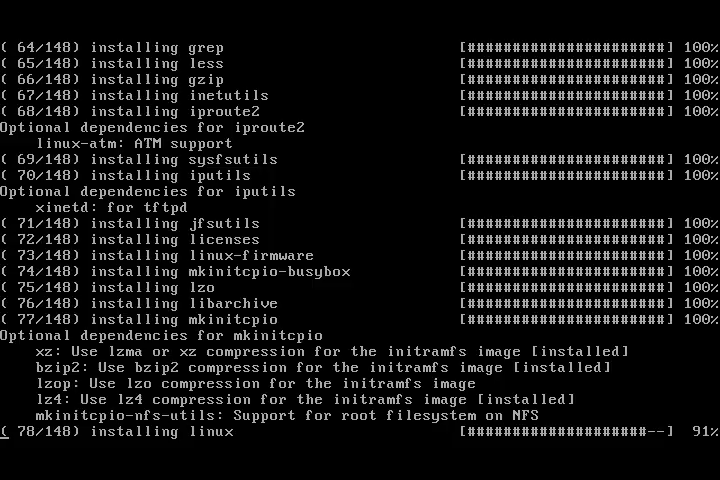 ( 64/148) installing grep                          [######################] 100%
( 65/148) installing less                          [######################] 100%
( 66/148) installing gzip                          [######################] 100%
( 67/148) installing inetutils                     [######################] 100%
( 68/148) installing iproute2                      [######################] 100%
Optional dependencies for iproute2
    linux-atm: ATM support
( 69/148) installing sysfsutils                    [######################] 100%
( 70/148) installing iputils                       [######################] 100%
Optional dependencies for iputils
    xinetd: for tftpd
( 71/148) installing jfsutils                      [######################] 100%
( 72/148) installing licenses                      [######################] 100%
( 73/148) installing linux-firmware                [######################] 100%
( 74/148) installing mkinitcpio-busybox            [######################] 100%
( 75/148) installing lzo                           [######################] 100%
( 76/148) installing libarchive                    [######################] 100%
( 77/148) installing mkinitcpio                    [######################] 100%
Optional dependencies for mkinitcpio
    xz: Use lzma or xz compression for the initramfs image [installed]
    bzip2: Use bzip2 compression for the initramfs image [installed]
    lzop: Use lzo compression for the initramfs image
    lz4: Use lz4 compression for the initramfs image [installed]
    mkinitcpio-nfs-utils: Support for root filesystem on NFS
( 78/148) installing linux                         [####################--]  91%